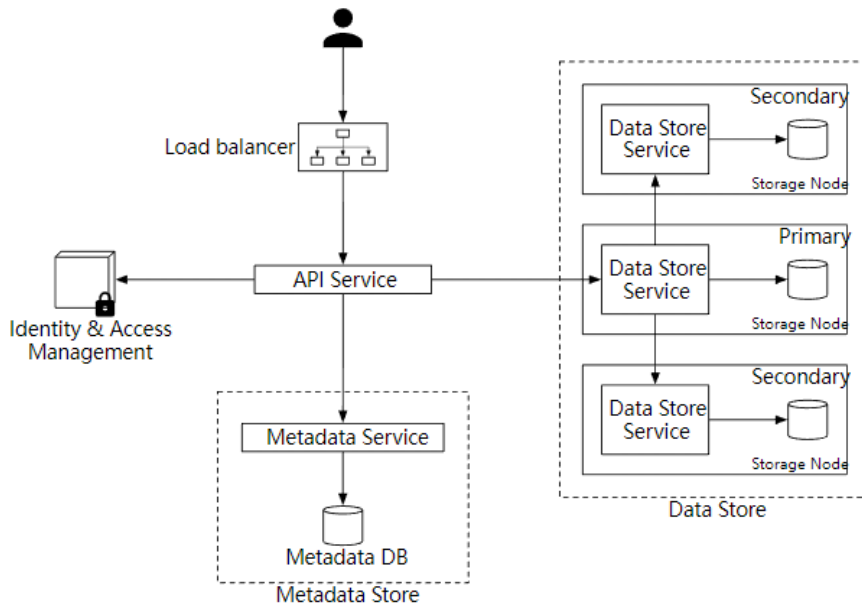 Load balancer
API Service
Identity & Access
Management
Metadata Service
Metadata DB
Metadata Store
Secondary
Data Store
Service
Storage Node
Primary
Data Store
Service
Storage Node
Secondary
Data Store
Service
Storage Node
Data Store